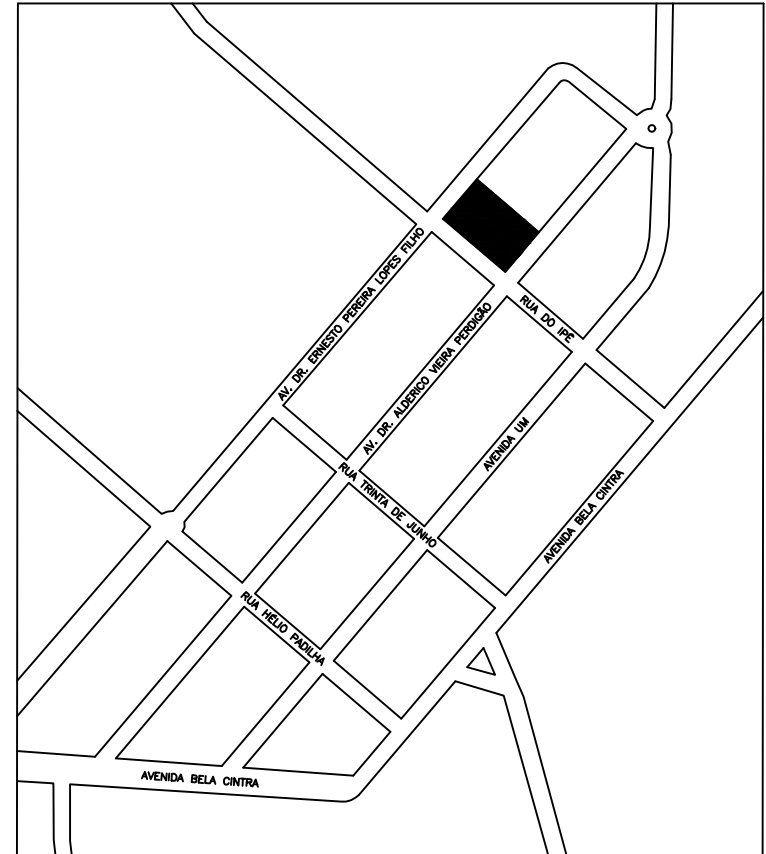 AV. DR. ERNESTO PEREIRA LOPES FILHO
RUA DO IPÊ
AV. DR. ALDERICO VIEIRA PERDIGÃO
AVENIDA UM
RUA TRINTA DE JUNHO
AVENIDA BELA CINTRA
RUA HÉLIO PADILHA
AVENIDA BELA CINTRA